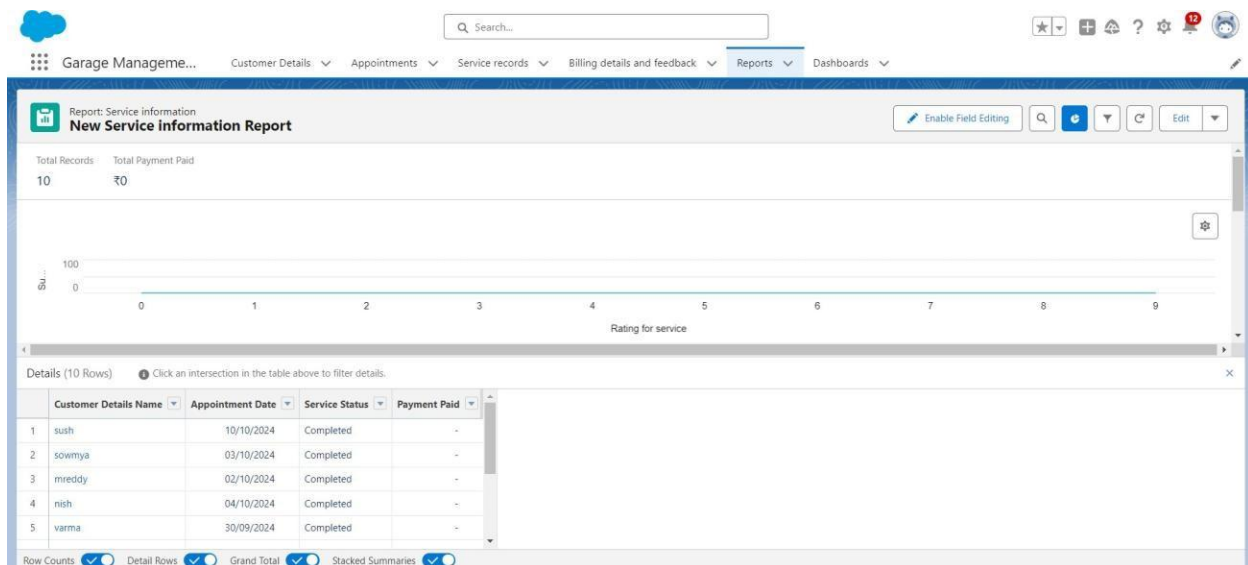 Search...
12
Garage Manageme... Customer Details Appointments Service records Billing details and feedback Reports Dashboards
Report: Service information
New Service information Report
Enable Field Editing Edit
Total Records Total Payment Paid
10 ₹0
100
Su...
0
0 1 2 3 4 5 6 7 8 9
Rating for service
Details (10 Rows) Click an intersection in the table above to filter details.
Customer Details Name Appointment Date Service Status Payment Paid
1 sush 10/10/2024 Completed -
2 sowmya 03/10/2024 Completed -
3 mreddy 02/10/2024 Completed -
4 nish 04/10/2024 Completed -
5 varma 30/09/2024 Completed -
Row Counts Detail Rows Grand Total Stacked Summaries